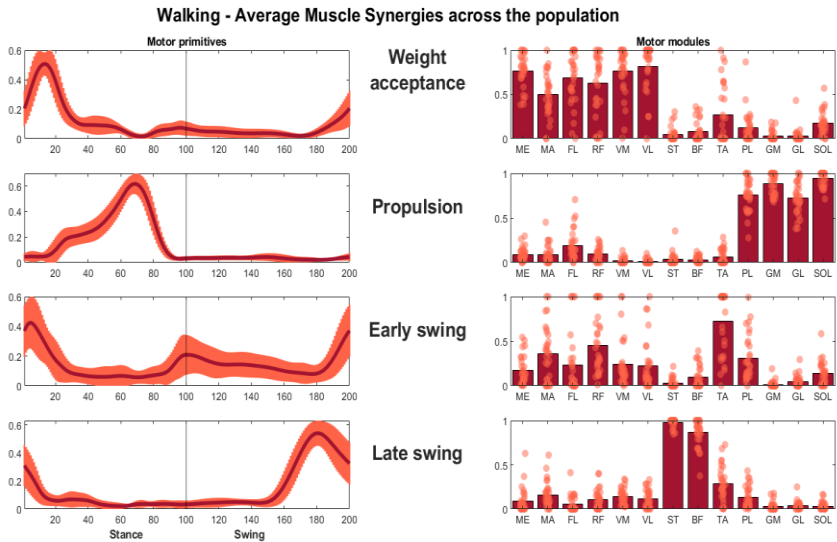 Walking - Average Muscle Synergies across the population
Motor primitives
Motor modules
0.6
0.4
0.2
0
20 40 60 80 100 120 140 160 180 200
Weight
acceptance
1
0.5
0
ME MA FL RF VM VL ST BF TA PL GM GL SOL
0.6
0.4
0.2
0
20 40 60 80 100 120 140 160 180 200
Propulsion
1
0.5
0
ME MA FL RF VM VL ST BF TA PL GM GL SOL
0.6
0.4
0.2
0
20 40 60 80 100 120 140 160 180 200
Early swing
1
0.5
0
ME MA FL RF VM VL ST BF TA PL GM GL SOL
0.6
0.4
0.2
0
20 40 60 80 100 120 140 160 180 200
Stance Swing
Late swing
1
0.5
0
ME MA FL RF VM VL ST BF TA PL GM GL SOL